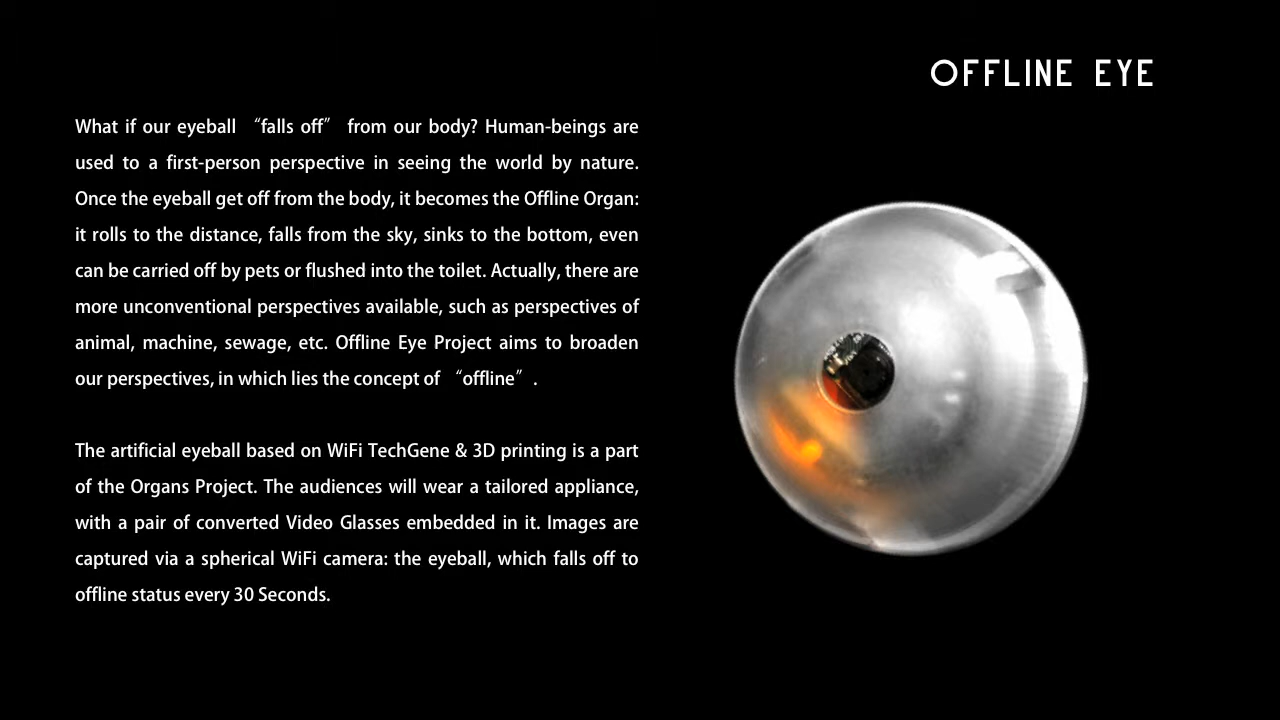 OFFLINE EYE
What if our eyeball “falls off” from our body? Human-beings are
used to a first-person perspective in seeing the world by nature.
Once the eyeball get off from the body, it becomes the Offline Organ:
it rolls to the distance, falls from the sky, sinks to the bottom, even
can be carried off by pets or flushed into the toilet. Actually, there are
more unconventional perspectives available, such as perspectives of
animal, machine, sewage, etc. Offline Eye Project aims to broaden
our perspectives, in which lies the concept of “offline”.
The artificial eyeball based on WiFi TechGene & 3D printing is a part
of the Organs Project. The audiences will wear a tailored appliance,
with a pair of converted Video Glasses embedded in it. Images are
captured via a spherical WiFi camera: the eyeball, which falls off to
offline status every 30 Seconds.